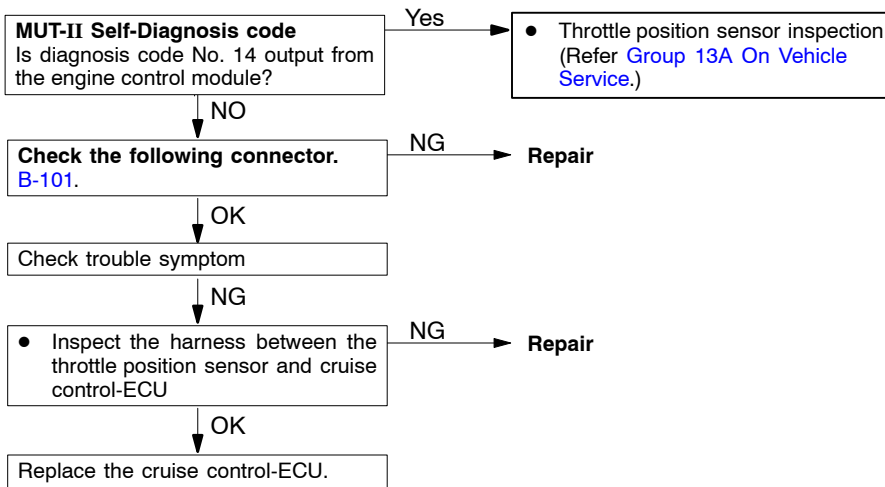 MUT-II Self-Diagnosis code
Is diagnosis code No. 14 output from
the engine control module?
Yes
● Throttle position sensor inspection
(Refer Group 13A On Vehicle
Service.)
NO
Check the following connector.
B-101.
NG
Repair
OK
Check trouble symptom
NG
● Inspect the harness between the
throttle position sensor and cruise
control-ECU
NG
Repair
OK
Replace the cruise control-ECU.